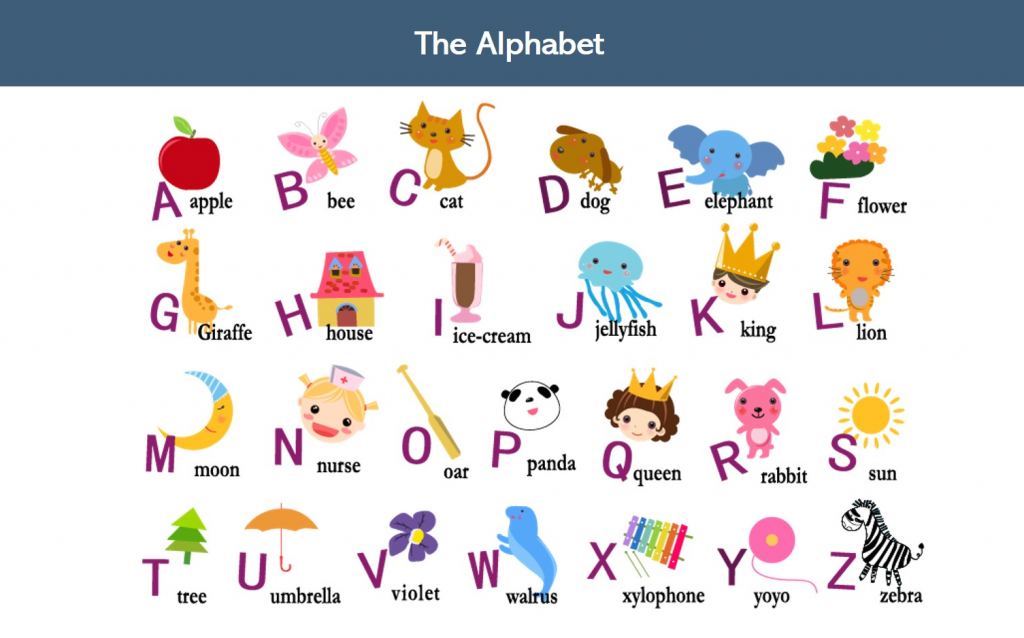 The Alphabet
A apple B bee C cat D dog E elephant F flower
G Giraffe H house I ice-cream J jellyfish K king L lion
M moon N nurse O oar P panda Q queen R rabbit S sun
T tree U umbrella V violet W walrus X xylophone Y yoyo Z zebra